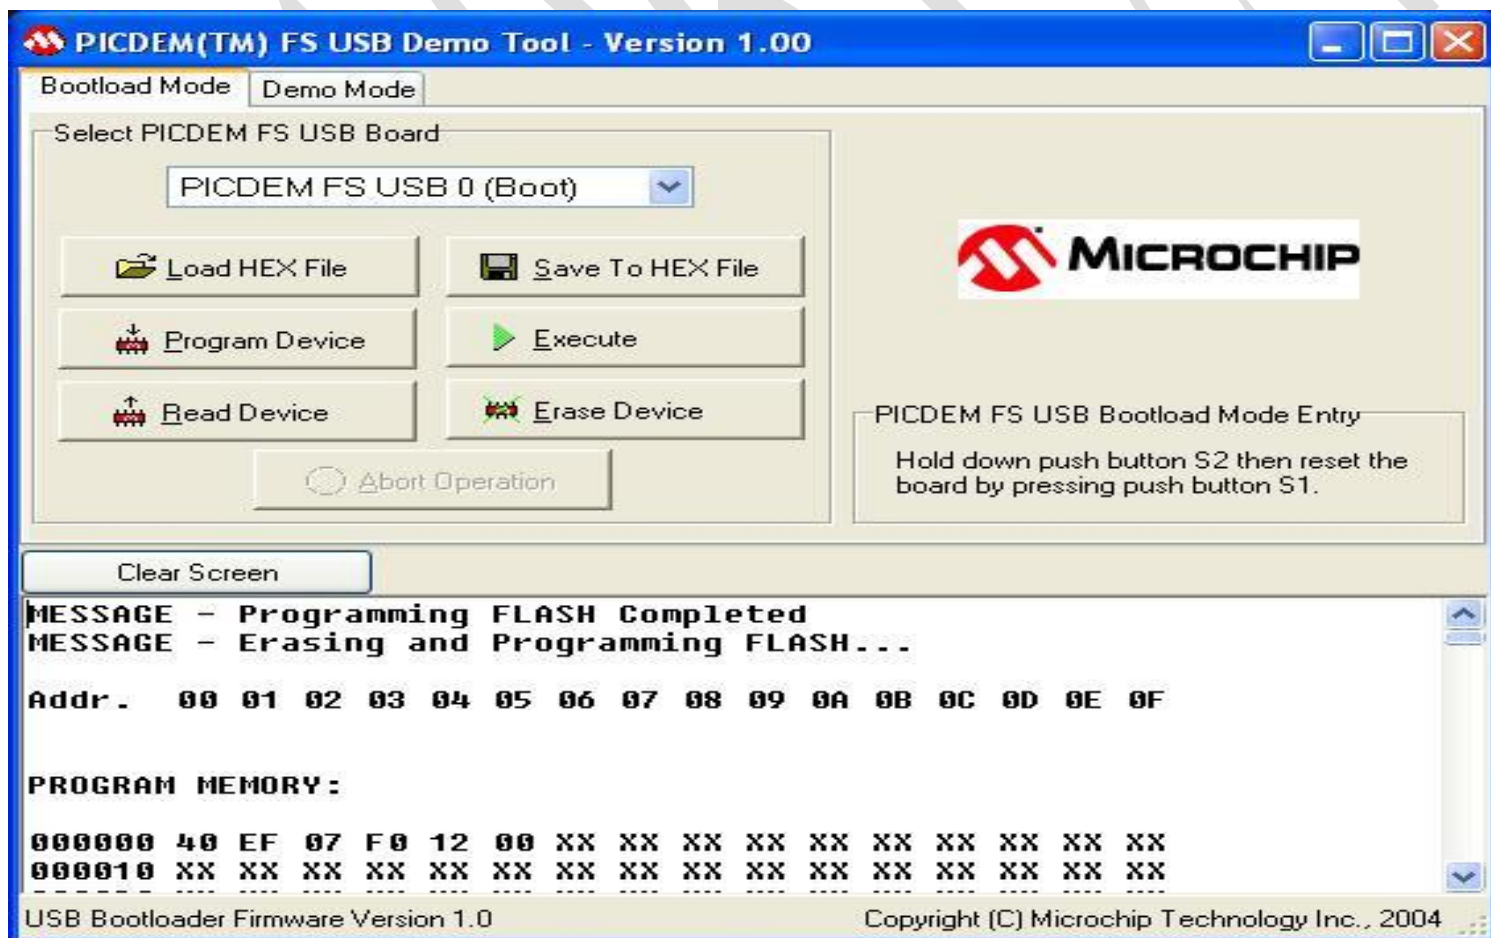 PICDEM(TM) FS USB Demo Tool - Version 1.00
Bootload Mode Demo Mode
Select PICDEM FS USB Board
PICDEM FS USB 0 (Boot)
Load HEX File Save To HEX File
MICROCHIP
Program Device Execute
Read Device Erase Device
Abort Operation
PICDEM FS USB Bootload Mode Entry
Hold down push button S2 then reset the
board by pressing push button S1.
Clear Screen
MESSAGE - Programming FLASH Completed
MESSAGE - Erasing and Programming FLASH...
Addr. 00 01 02 03 04 05 06 07 08 09 0A 0B 0C 0D 0E 0F
PROGRAM MEMORY:
000000 40 EF 07 F0 12 00 XX XX XX XX XX XX XX XX XX XX
000010 XX XX XX XX XX XX XX XX XX XX XX XX XX XX XX XX
USB Bootloader Firmware Version 1.0 Copyright (C) Microchip Technology Inc., 2004